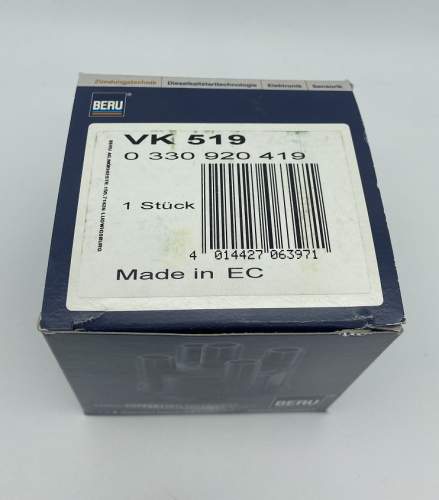 Zündungstechnik | Dieselkaltstarttechnologie | Elektronik | Sensorik
BERU®
VK 519
0 330 920 419
1 Stück
4 014427 063971
Made in EC
BERU